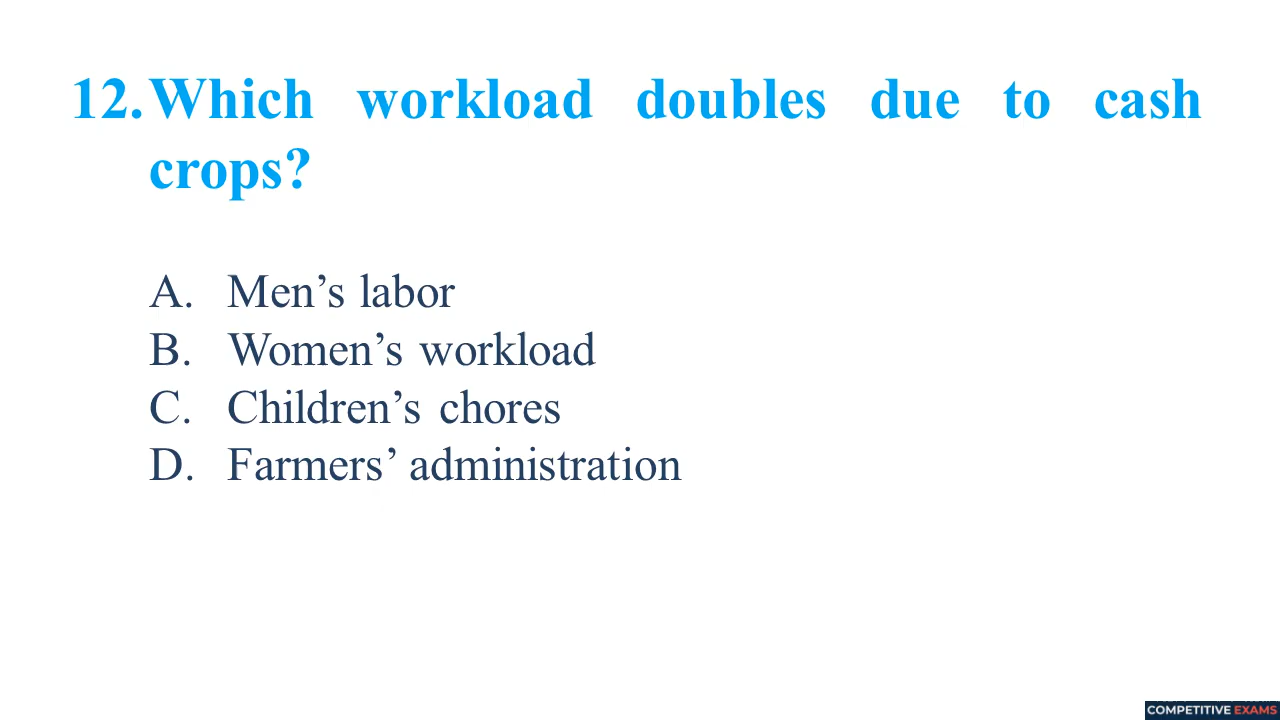 12. Which workload doubles due to cash
crops?
A. Men’s labor
B. Women’s workload
C. Children’s chores
D. Farmers’ administration
COMPETITIVE EXAMS